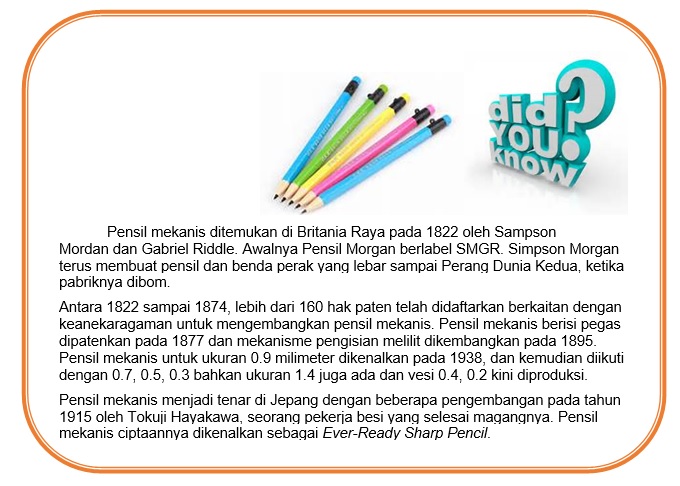 did
YOU
know
?
Pensil mekanis ditemukan di Britania Raya pada 1822 oleh Sampson
Mordan dan Gabriel Riddle. Awalnya Pensil Morgan berlabel SMGR. Simpson Morgan
terus membuat pensil dan benda perak yang lebar sampai Perang Dunia Kedua, ketika
pabriknya dibom.
Antara 1822 sampai 1874, lebih dari 160 hak paten telah didaftarkan berkaitan dengan
keanekaragaman untuk mengembangkan pensil mekanis. Pensil mekanis berisi pegas
dipatenkan pada 1877 dan mekanisme pengisian melilit dikembangkan pada 1895.
Pensil mekanis untuk ukuran 0.9 milimeter dikenalkan pada 1938, dan kemudian diikuti
dengan 0.7, 0.5, 0.3 bahkan ukuran 1.4 juga ada dan vesi 0.4, 0.2 kini diproduksi.
Pensil mekanis menjadi tenar di Jepang dengan beberapa pengembangan pada tahun
1915 oleh Tokuji Hayakawa, seorang pekerja besi yang selesai magangnya. Pensil
mekanis ciptaannya dikenalkan sebagai Ever-Ready Sharp Pencil.